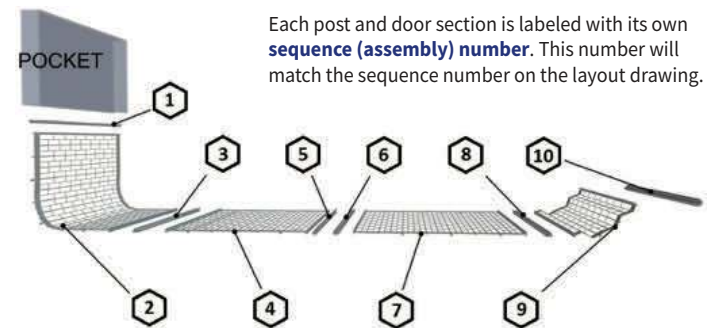 Each post and door section is labeled with its own
sequence (assembly) number. This number will
match the sequence number on the layout drawing.
POCKET
1
3
5
6
8
10
2
4
7
9